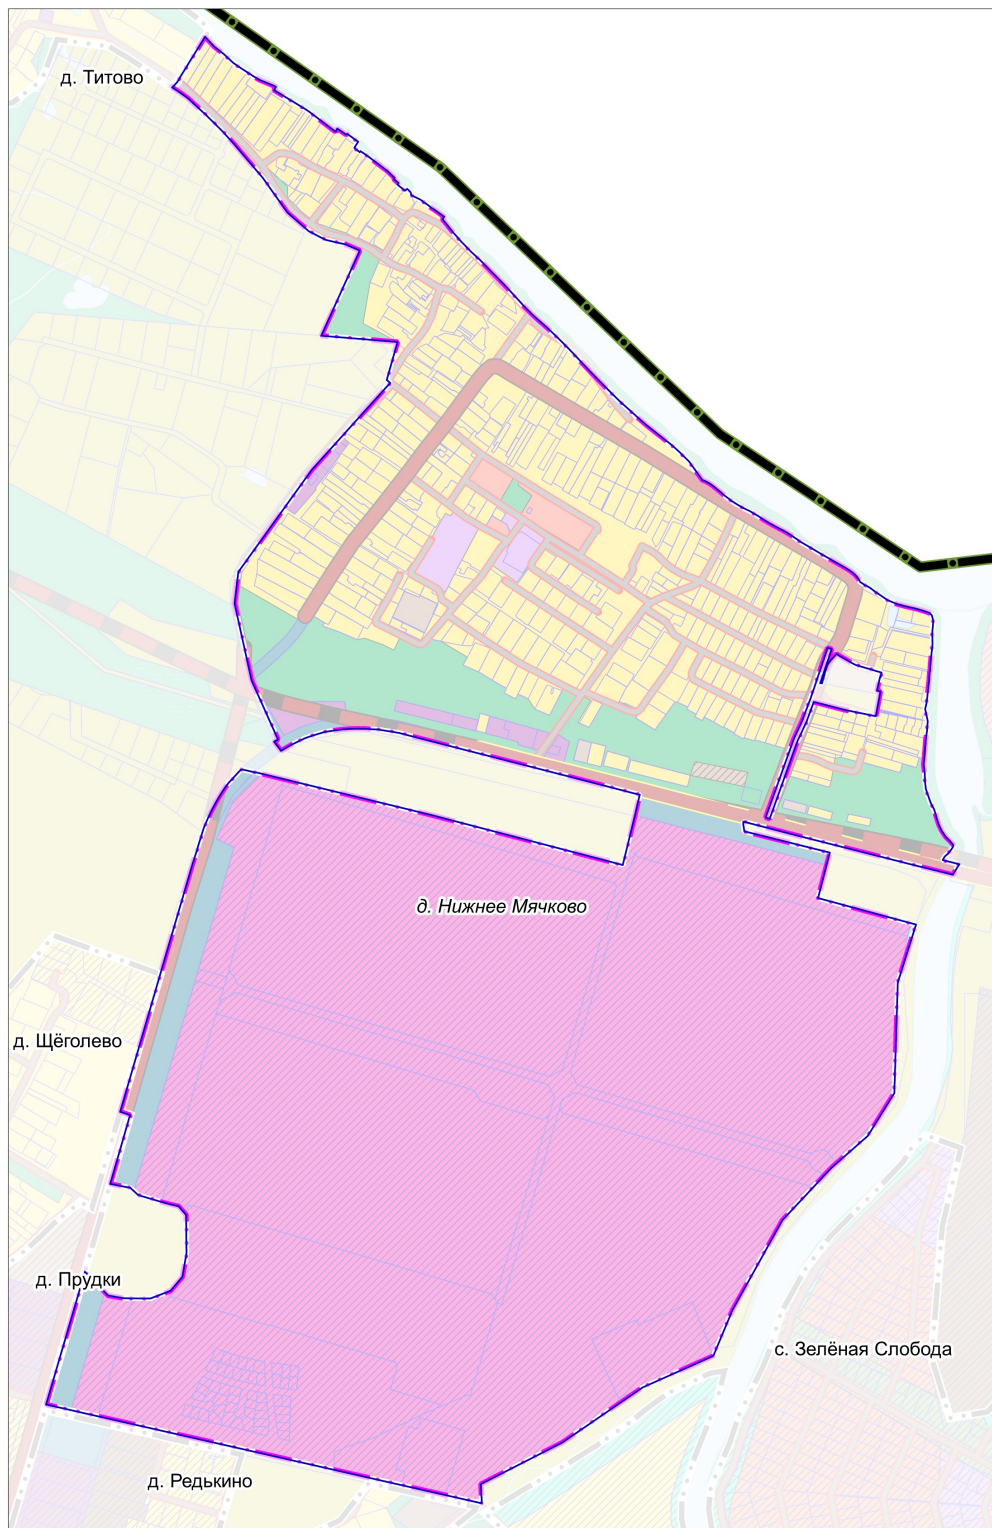 д. Титово
д. Нижнее Мячково
д. Щёголево
д. Прудки
с. Зелёная Слобода
д. Редькино